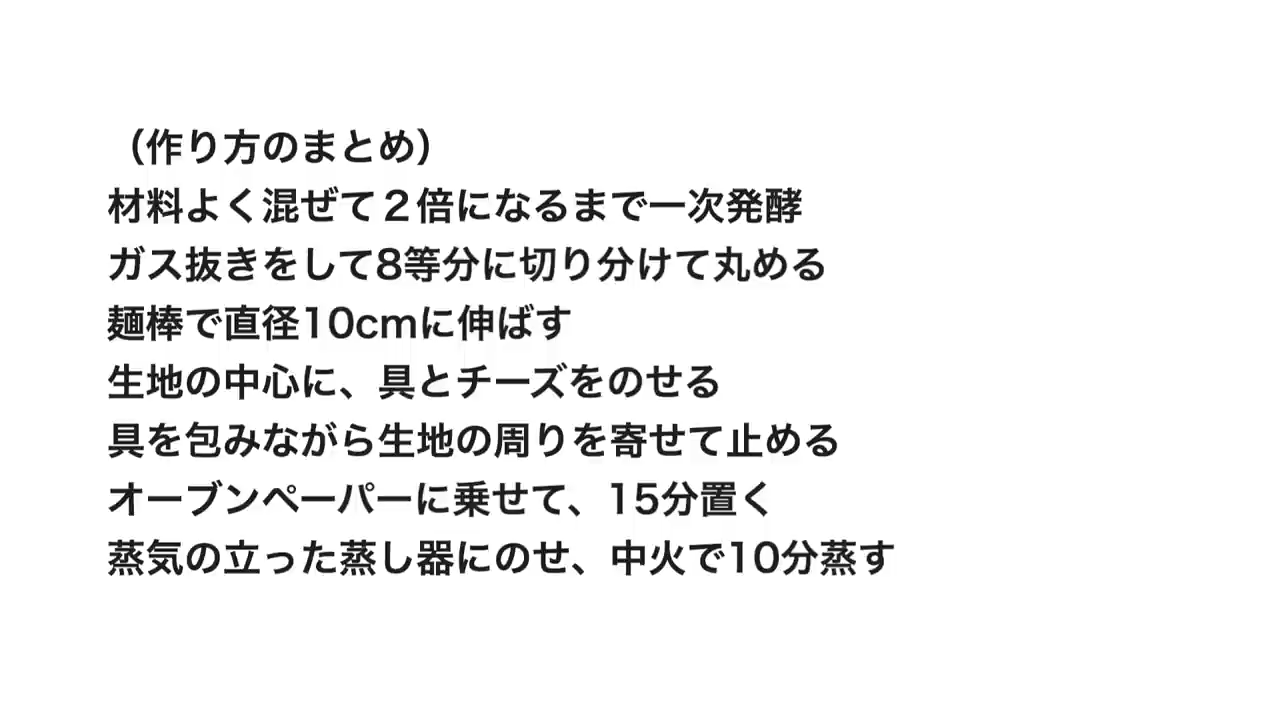 （作り方のまとめ）
材料よく混ぜて２倍になるまで一次発酵
ガス抜きをして8等分に切り分けて丸める
麺棒で直径10cmに伸ばす
生地の中心に、具とチーズをのせる
具を包みながら生地の周りを寄せて止める
オーブンペーパーに乗せて、15分置く
蒸気の立った蒸し器にのせ、中火で10分蒸す